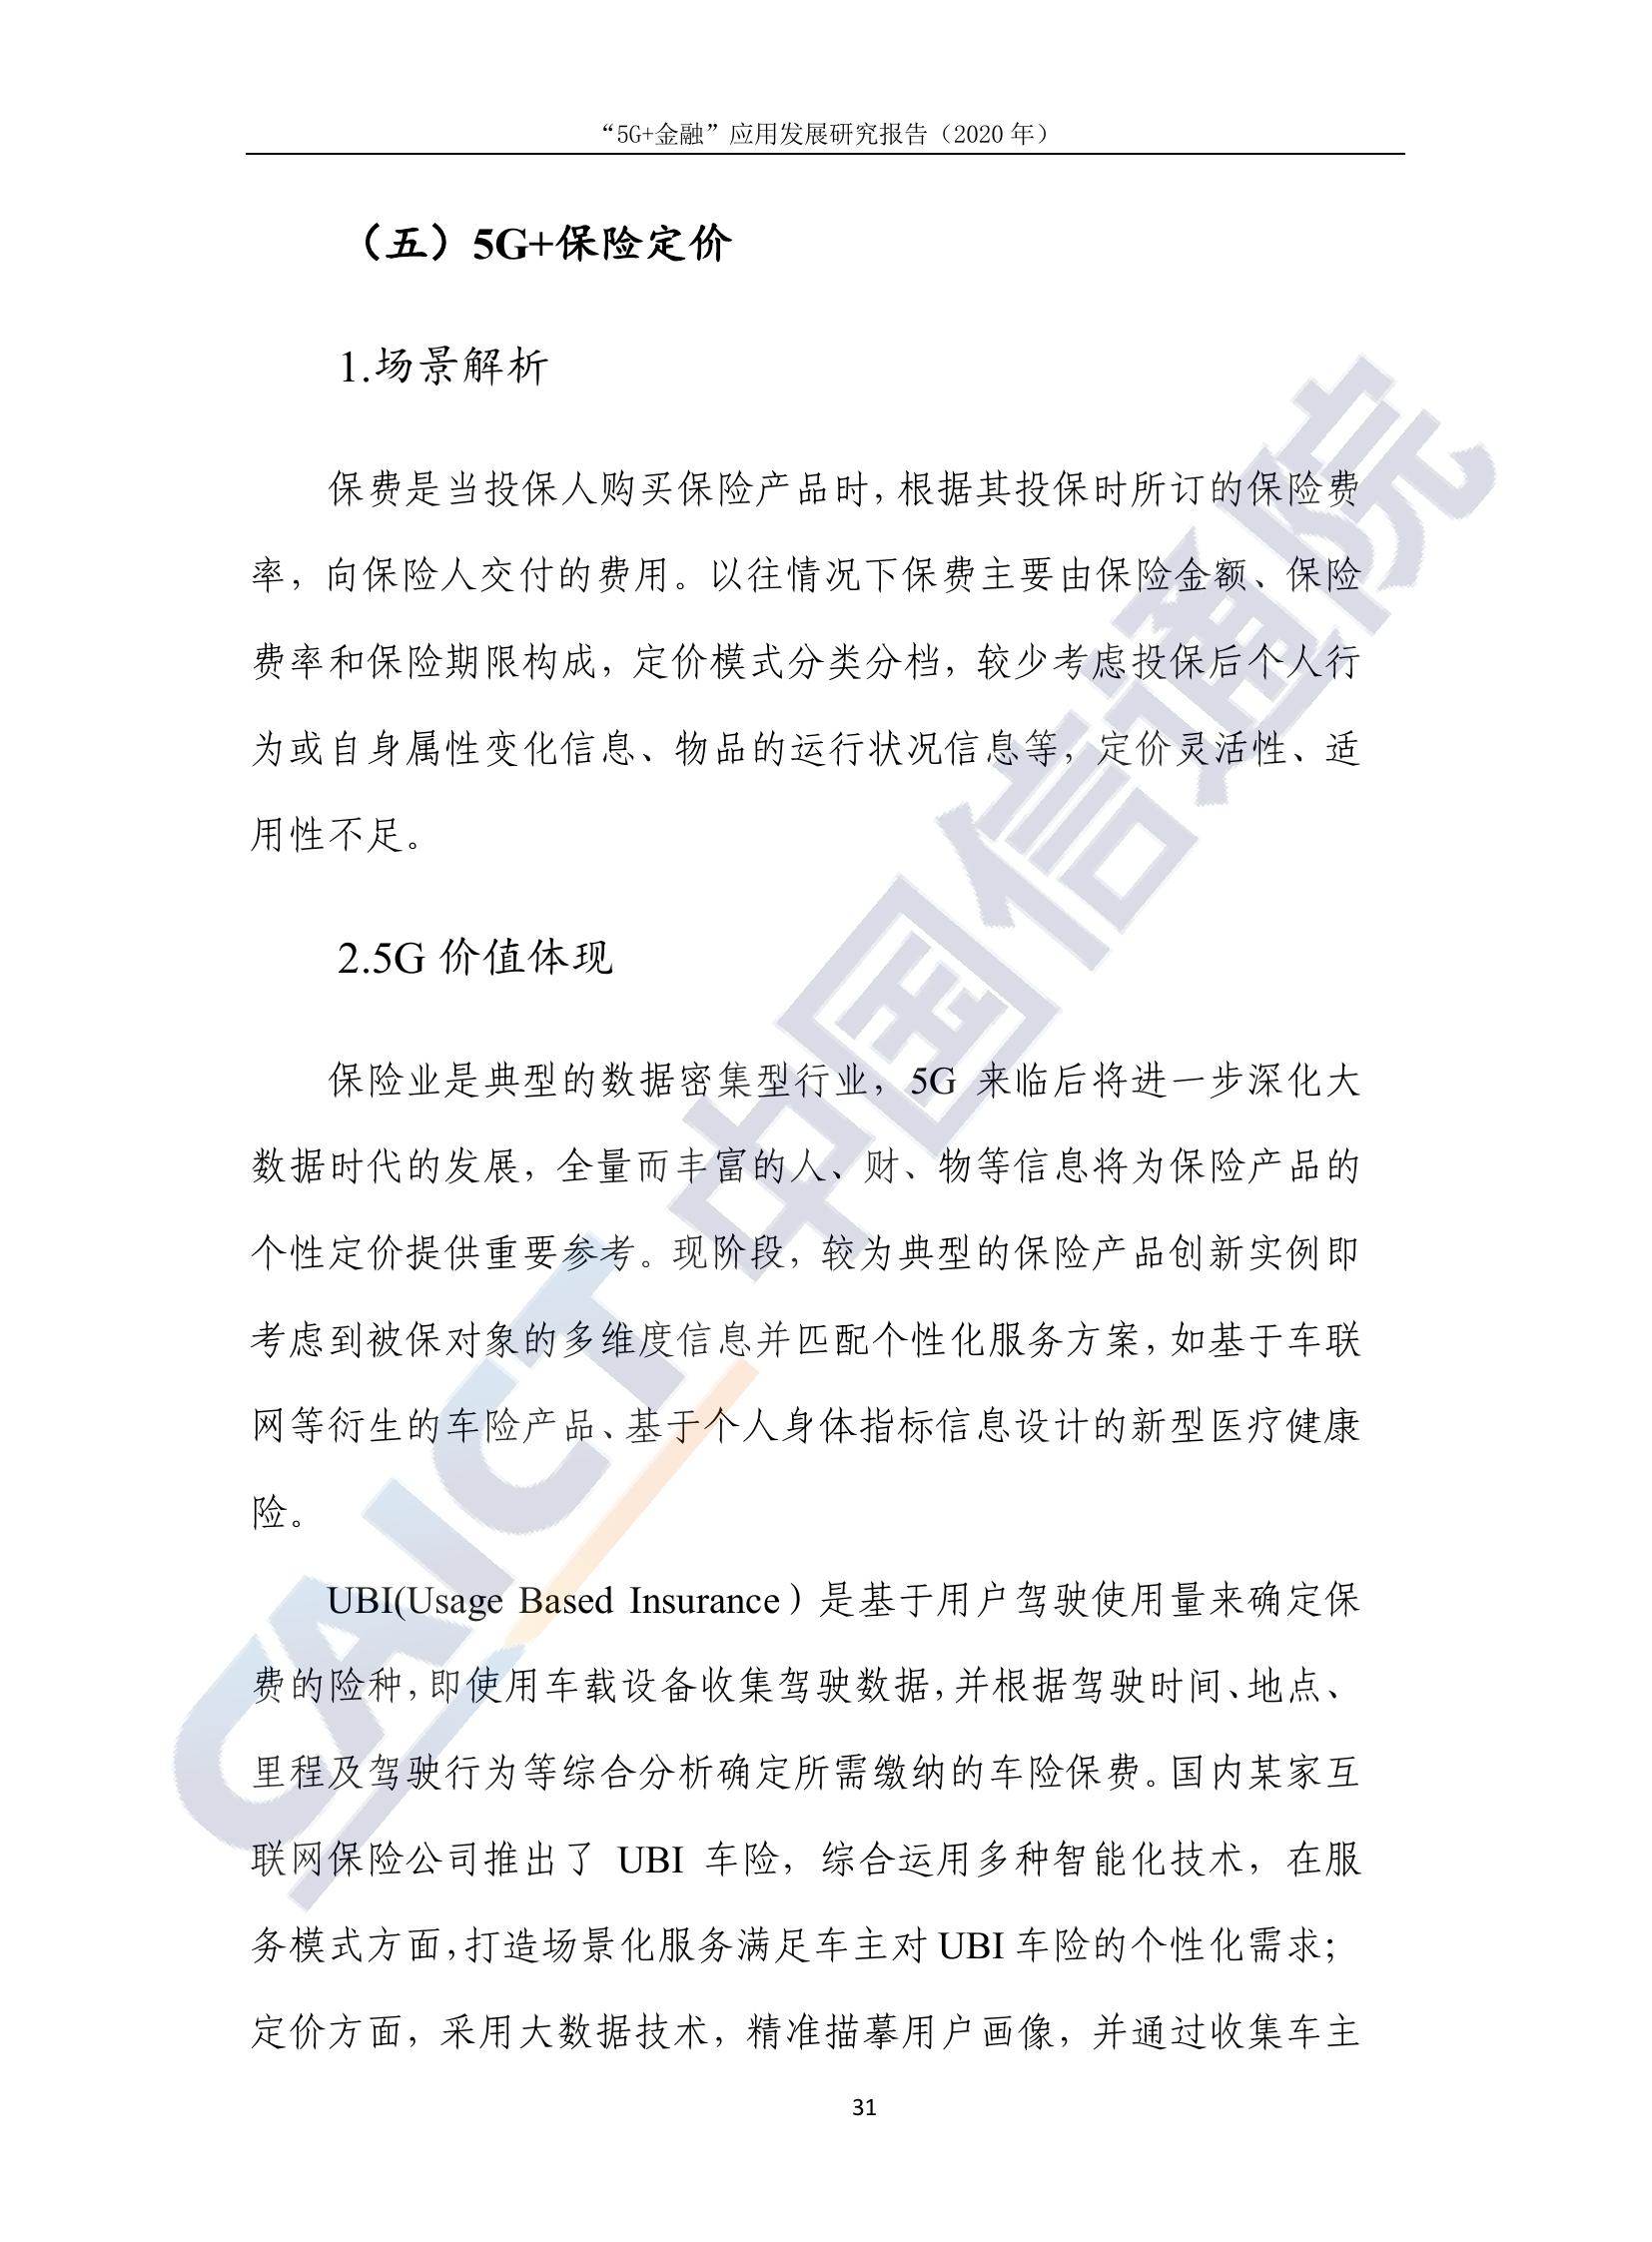 “5G+金融”应用发展研究报告（2020 年）
（五）5G+保险定价
1.场景解析
保费是当投保人购买保险产品时，根据其投保时所订的保险费
率，向保险人交付的费用。以往情况下保费主要由保险金额、保险
费率和保险期限构成，定价模式分类分档，较少考虑投保后个人行
为或自身属性变化信息、物品的运行状况信息等，定价灵活性、适
用性不足。
2.5G 价值体现
保险业是典型的数据密集型行业，5G 来临后将进一步深化大
数据时代的发展，全量而丰富的人、财、物等信息将为保险产品的
个性定价提供重要参考。现阶段，较为典型的保险产品创新实例即
考虑到被保对象的多维度信息并匹配个性化服务方案，如基于车联
网等衍生的车险产品、基于个人身体指标信息设计的新型医疗健康
险。
UBI(Usage Based Insurance）是基于用户驾驶使用量来确定保
费的险种，即使用车载设备收集驾驶数据，并根据驾驶时间、地点、
里程及驾驶行为等综合分析确定所需缴纳的车险保费。国内某家互
联网保险公司推出了 UBI 车险，综合运用多种智能化技术，在服
务模式方面，打造场景化服务满足车主对 UBI 车险的个性化需求；
定价方面，采用大数据技术，精准描摹用户画像，并通过收集车主
31
CAICT 中国信通院